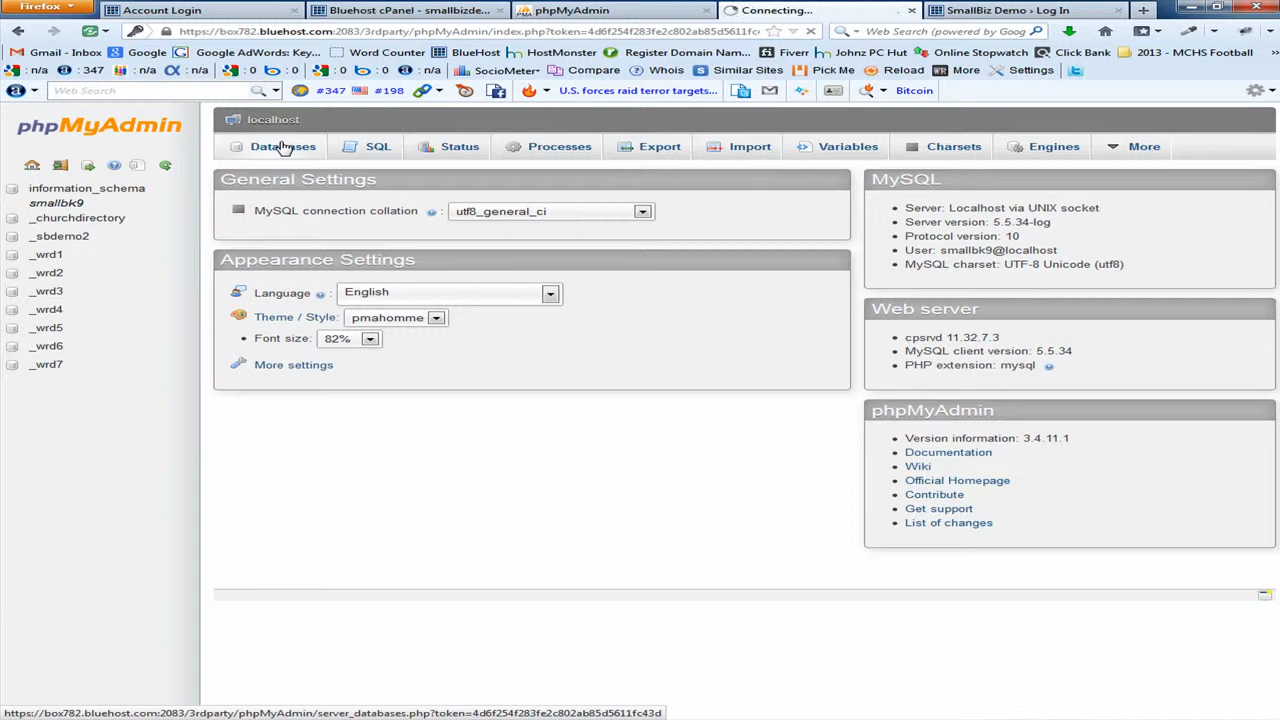 Firefox
Account Login
Bluehost cPanel - smallbizde...
phpMyAdmin
Connecting...
SmallBiz Demo › Log In
https://box782.bluehost.com:2083/3rdparty/phpMyAdmin/index.php?token=4d6f254f283fe2c802ab85d5611fc
Web Search (powered by Goog
Gmail - Inbox
Google
Google AdWords: Key...
Word Counter
BlueHost
HostMonster
Register Domain Nam...
Fiverr
Johnz PC Hut
Online Stopwatch
Click Bank
2013 - MCHS Football
: n/a
: 347
: n/a
: n/a
: 0
: 0
: 0
: 0
: n/a
SocioMeter
Compare
Whois
Similar Sites
Pick Me
Reload
More
Settings
Web Search
#347
#198
U.S. forces raid terror targets...
Bitcoin
phpMyAdmin
information_schema
smallbk9
_churchdirectory
_sbdemo2
_wrd1
_wrd2
_wrd3
_wrd4
_wrd5
_wrd6
_wrd7
localhost
Databases
SQL
Status
Processes
Export
Import
Variables
Charsets
Engines
More
General Settings
MySQL connection collation :
utf8_general_ci
Appearance Settings
Language :
English
Theme / Style:
pmahomme
Font size:
82%
More settings
MySQL
Server: Localhost via UNIX socket
Server version: 5.5.34-log
Protocol version: 10
User: smallbk9@localhost
MySQL charset: UTF-8 Unicode (utf8)
Web server
cpsrvd 11.32.7.3
MySQL client version: 5.5.34
PHP extension: mysql
phpMyAdmin
Version information: 3.4.11.1
Documentation
Wiki
Official Homepage
Contribute
Get support
List of changes
https://box782.bluehost.com:2083/3rdparty/phpMyAdmin/server_databases.php?token=4d6f254f283fe2c802ab85d5611fc43d